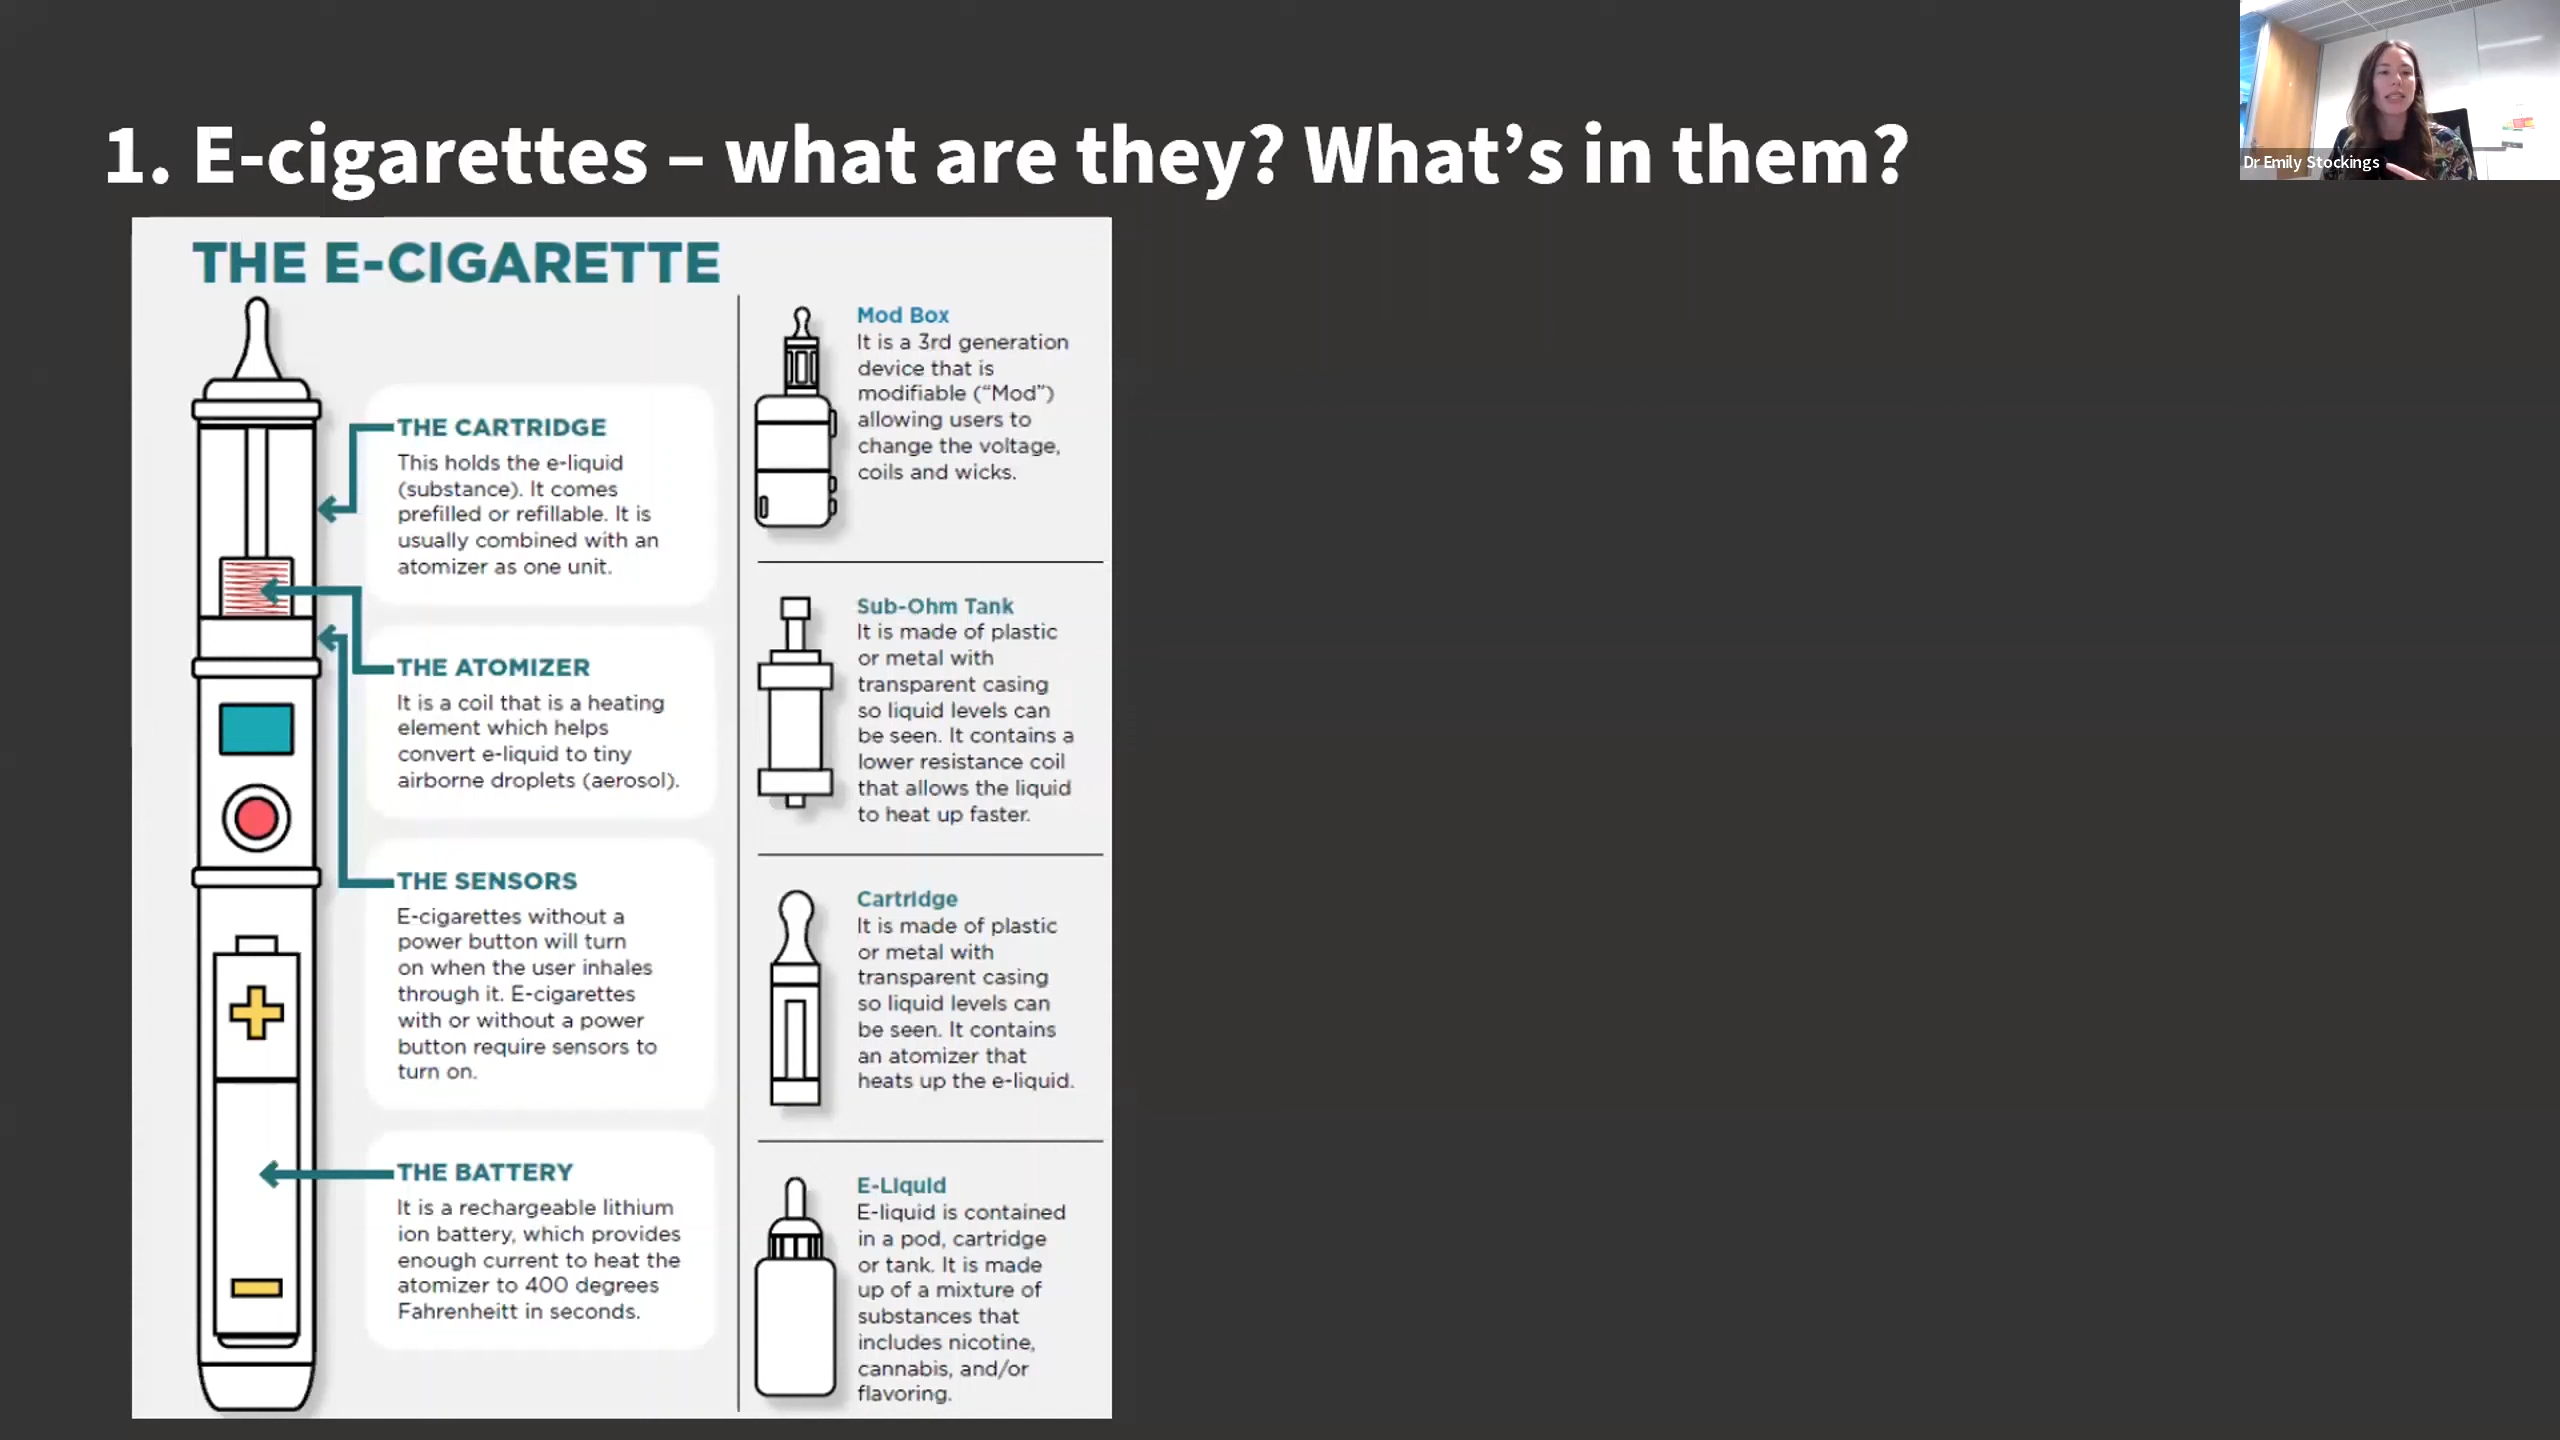 1. E-cigarettes – what are they? What’s in them?
Dr Emily Stockings
THE E-CIGARETTE
THE CARTRIDGE
This holds the e-liquid
(substance). It comes
prefilled or refillable. It is
usually combined with an
atomizer as one unit.
THE ATOMIZER
It is a coil that is a heating
element which helps
convert e-liquid to tiny
airborne droplets (aerosol).
THE SENSORS
E-cigarettes without a
power button will turn
on when the user inhales
through it. E-cigarettes
with or without a power
button require sensors to
turn on.
THE BATTERY
It is a rechargeable lithium
ion battery, which provides
enough current to heat the
atomizer to 400 degrees
Fahrenheitt in seconds.
Mod Box
It is a 3rd generation
device that is
modifiable (“Mod”)
allowing users to
change the voltage,
coils and wicks.
Sub-Ohm Tank
It is made of plastic
or metal with
transparent casing
so liquid levels can
be seen. It contains a
lower resistance coil
that allows the liquid
to heat up faster.
Cartridge
It is made of plastic
or metal with
transparent casing
so liquid levels can
be seen. It contains
an atomizer that
heats up the e-liquid.
E-Liquid
E-liquid is contained
in a pod, cartridge
or tank. It is made
up of a mixture of
substances that
includes nicotine,
cannabis, and/or
flavoring.